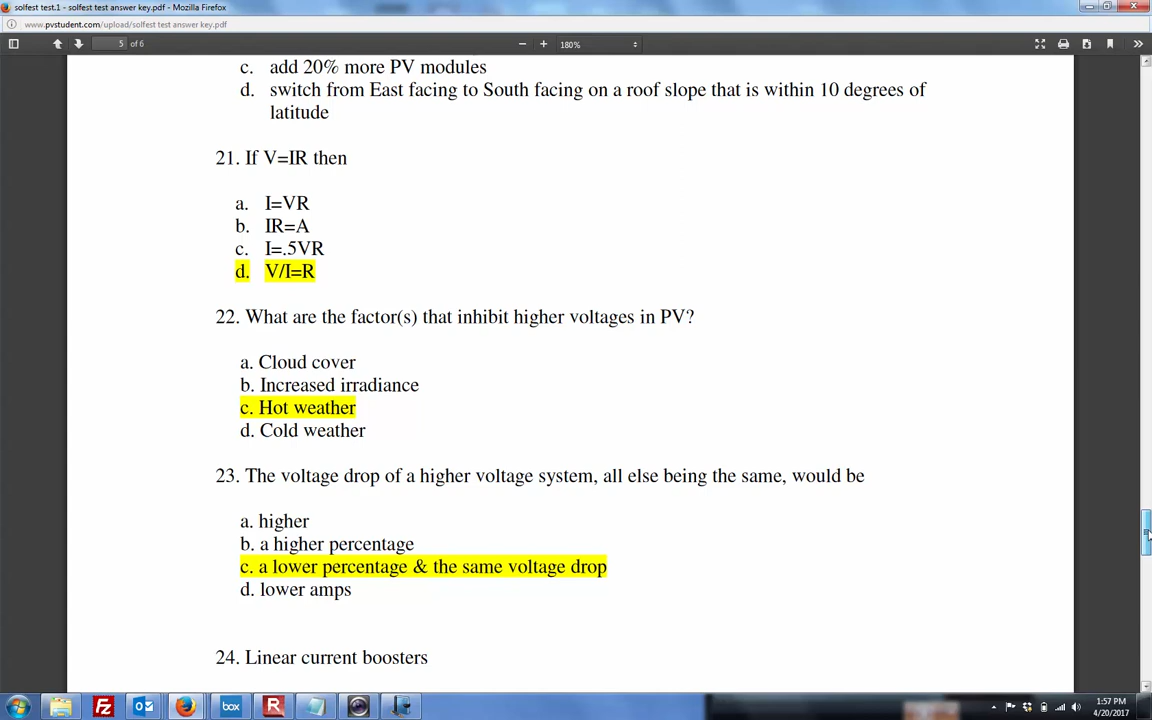 solfest test.1 - solfest test answer key.pdf - Mozilla Firefox
www.pvstudent.com/upload/solfest test answer key.pdf
5 of 6
180%
c. add 20% more PV modules
d. switch from East facing to South facing on a roof slope that is within 10 degrees of
latitude
21. If V=IR then
a. I=VR
b. IR=A
c. I=.5VR
d. V/I=R
22. What are the factor(s) that inhibit higher voltages in PV?
a. Cloud cover
b. Increased irradiance
c. Hot weather
d. Cold weather
23. The voltage drop of a higher voltage system, all else being the same, would be
a. higher
b. a higher percentage
c. a lower percentage & the same voltage drop
d. lower amps
24. Linear current boosters
Fz
box
R
1:57 PM
4/20/2017